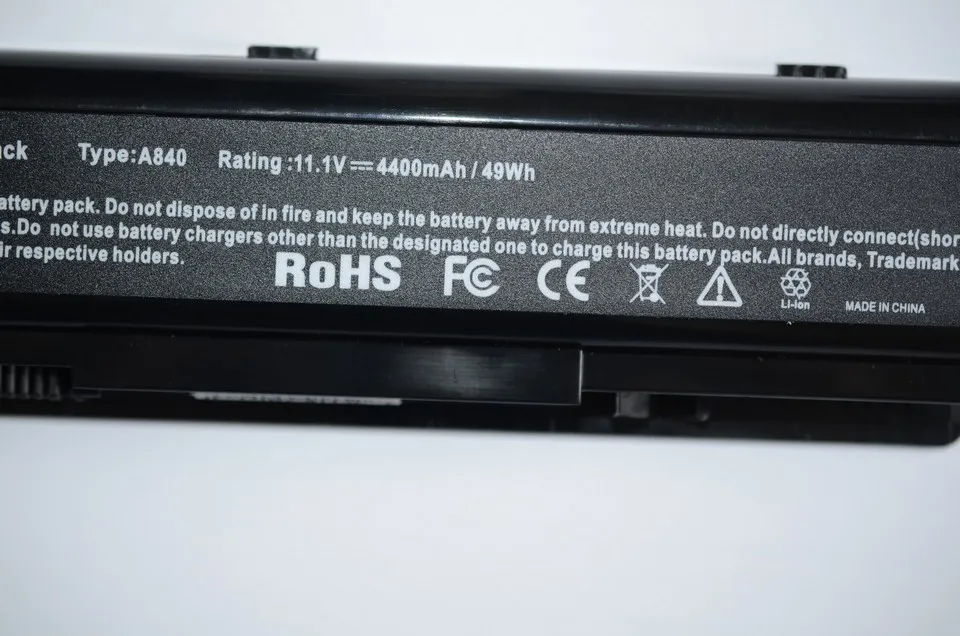 ack Type:A840 Rating :11.1V⎓4400mAh / 49Wh
attery pack. Do not dispose of in fire and keep the battery away from extreme heat. Do not directly connect(shor
s.Do not use battery chargers other than the designated one to charge this battery pack.All brands, Trademark
ir respective holders.
RoHS FC CE
Li-ion MADE IN CHINA